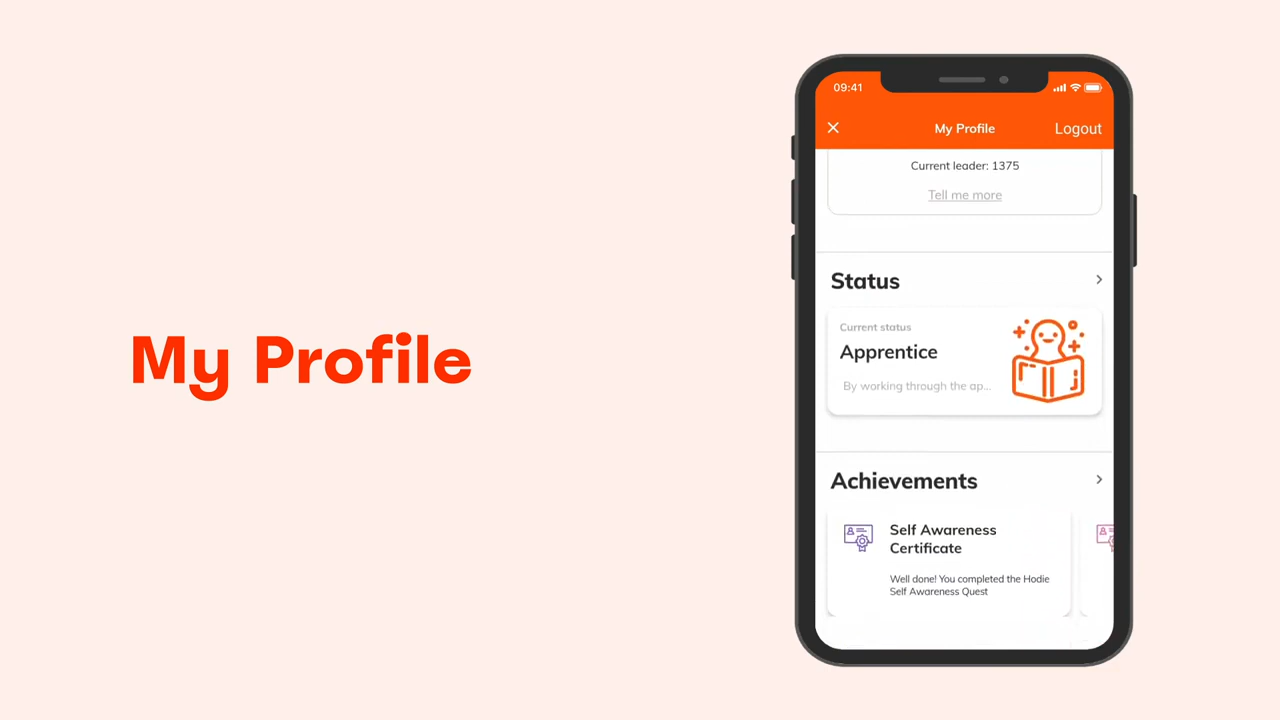 My Profile
09:41
My Profile
Logout
Current leader: 1375
Tell me more
Status
Current status
Apprentice
By working through the ap...
Achievements
Self Awareness
Certificate
Well done! You completed the Hodie
Self Awareness Quest